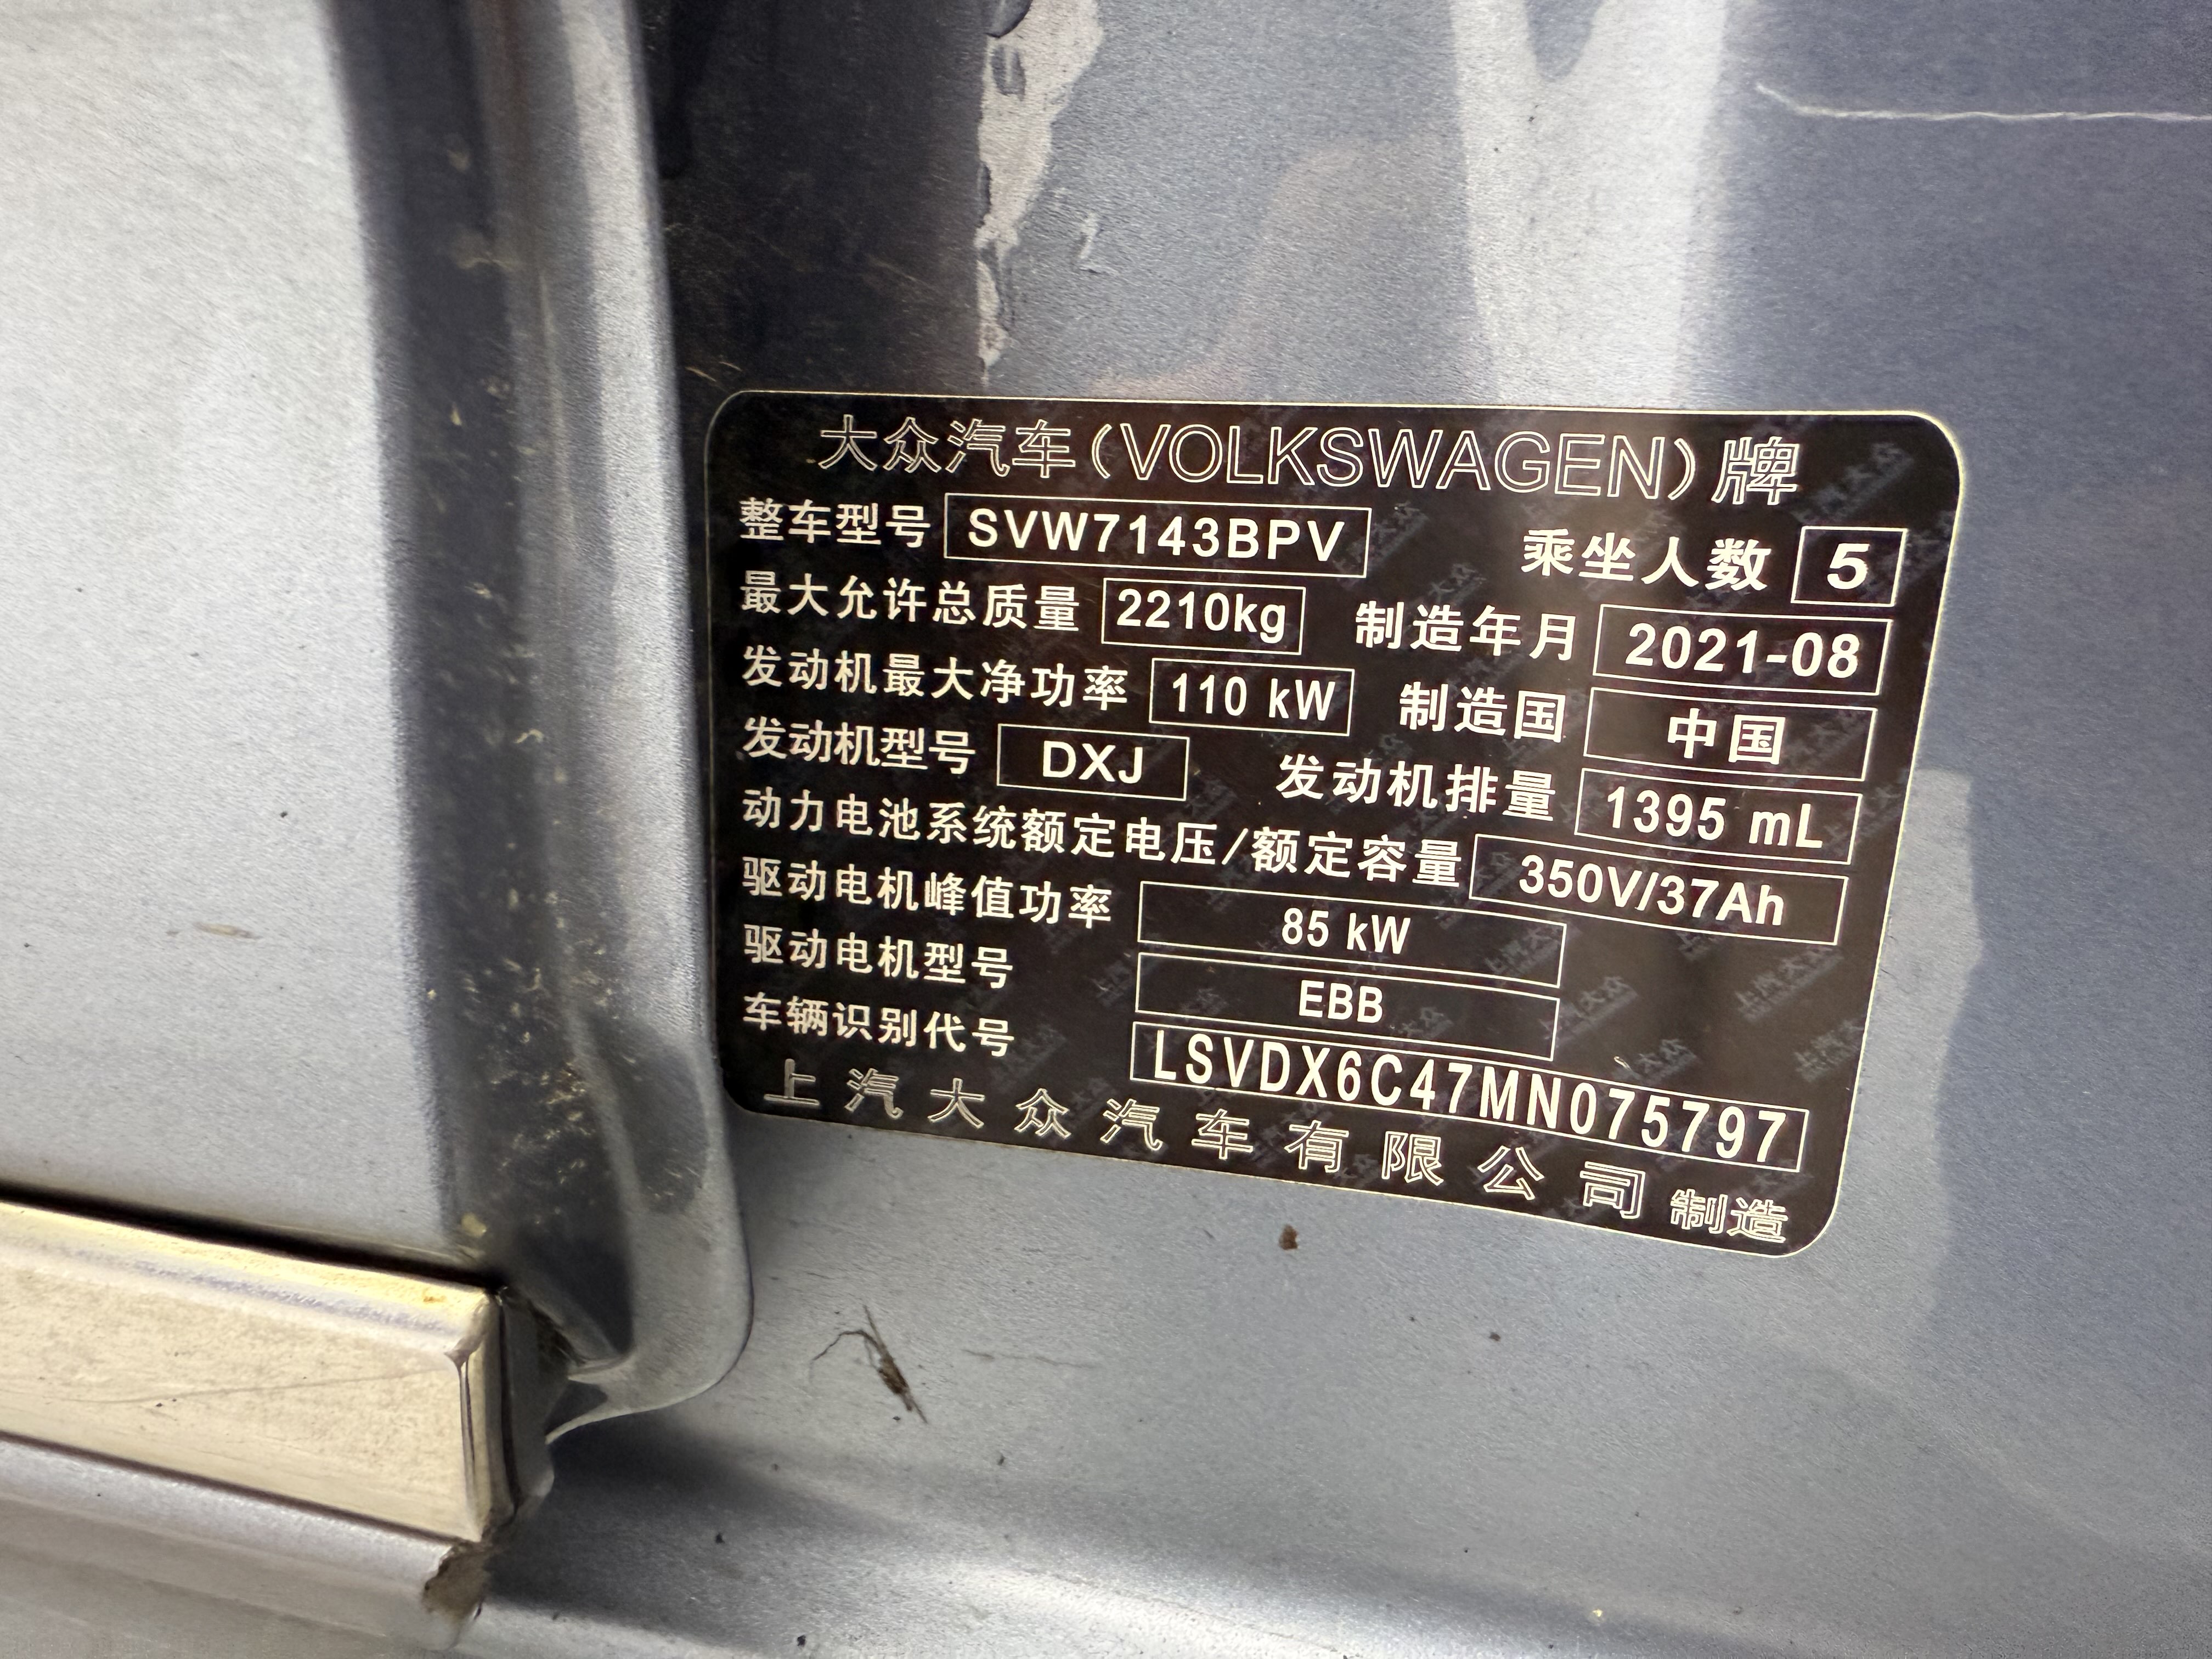 大众汽车(VOLKSWAGEN)牌
整车型号 SVW7143BPV 乘坐人数 5
最大允许总质量 2210kg 制造年月 2021-08
发动机最大净功率 110 kW 制造国 中国
发动机型号 DXJ 发动机排量 1395 mL
动力电池系统额定电压/额定容量 350V/37Ah
驱动电机峰值功率 85 kW
驱动电机型号 EBB
车辆识别代号 LSVDX6C47MN075797
上汽大众汽车有限公司 制造